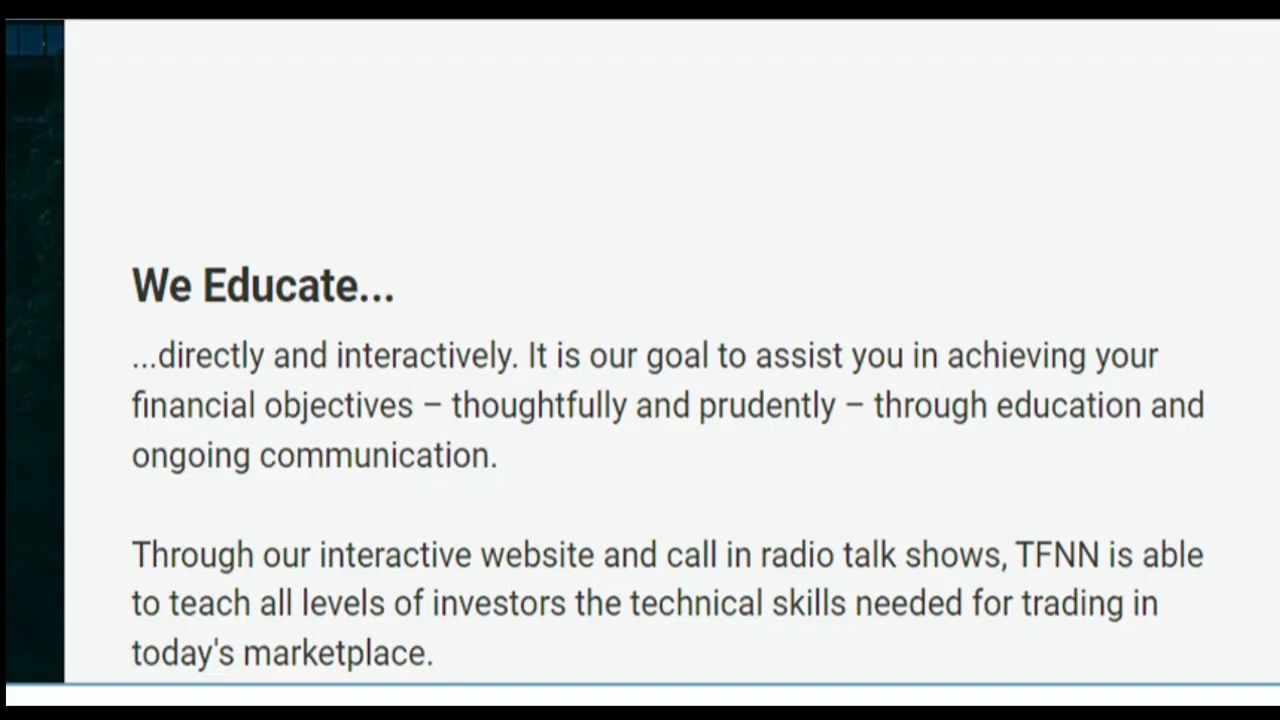 We Educate...
...directly and interactively. It is our goal to assist you in achieving your
financial objectives – thoughtfully and prudently – through education and
ongoing communication.
Through our interactive website and call in radio talk shows, TFNN is able
to teach all levels of investors the technical skills needed for trading in
today's marketplace.